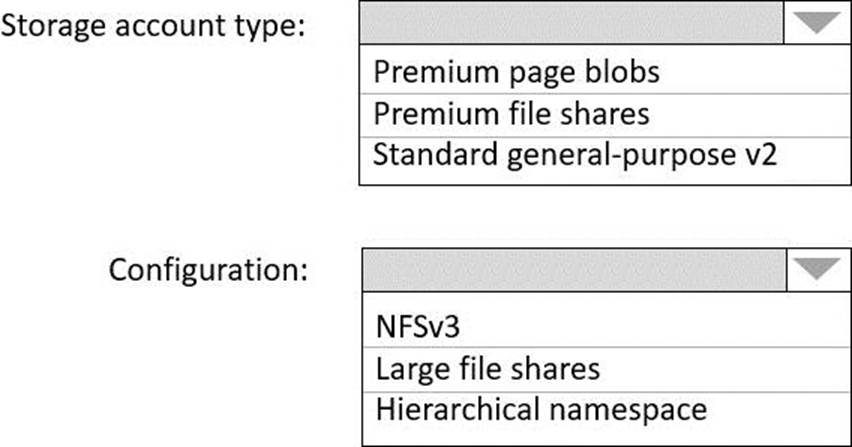 Storage account type:
Premium page blobs
Premium file shares
Standard general-purpose v2
Configuration:
NFSv3
Large file shares
Hierarchical namespace